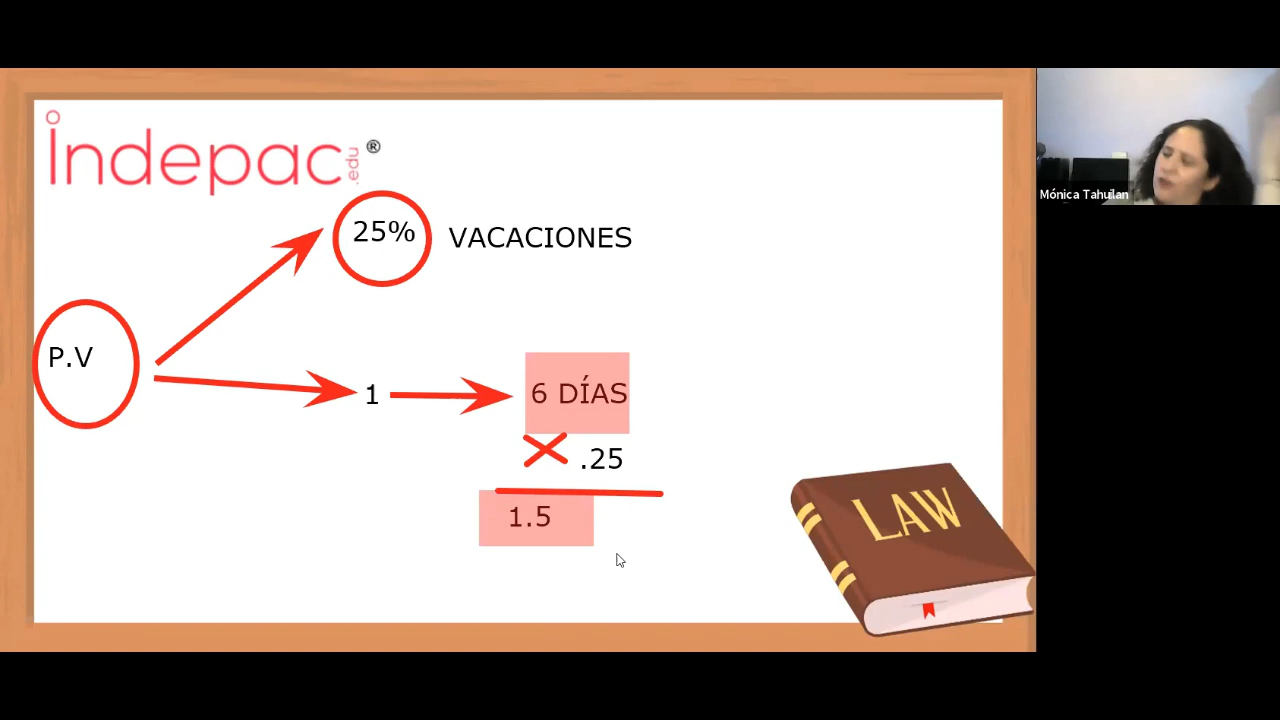 indepac.edu®
25% VACACIONES
P.V
1
6 DÍAS
.25
1.5
LAW
Mónica Tahuilan